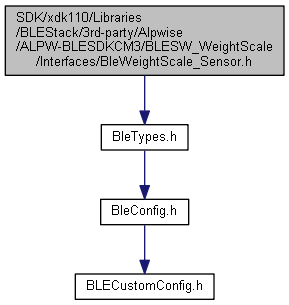 SDK/xdk110/Libraries
/BLEStack/3rd-party/Alpwise
/ALPW-BLESDKCM3/BLESW_WeightScale
/Interfaces/BleWeightScale_Sensor.h
BleTypes.h
BleConfig.h
BLECustomConfig.h